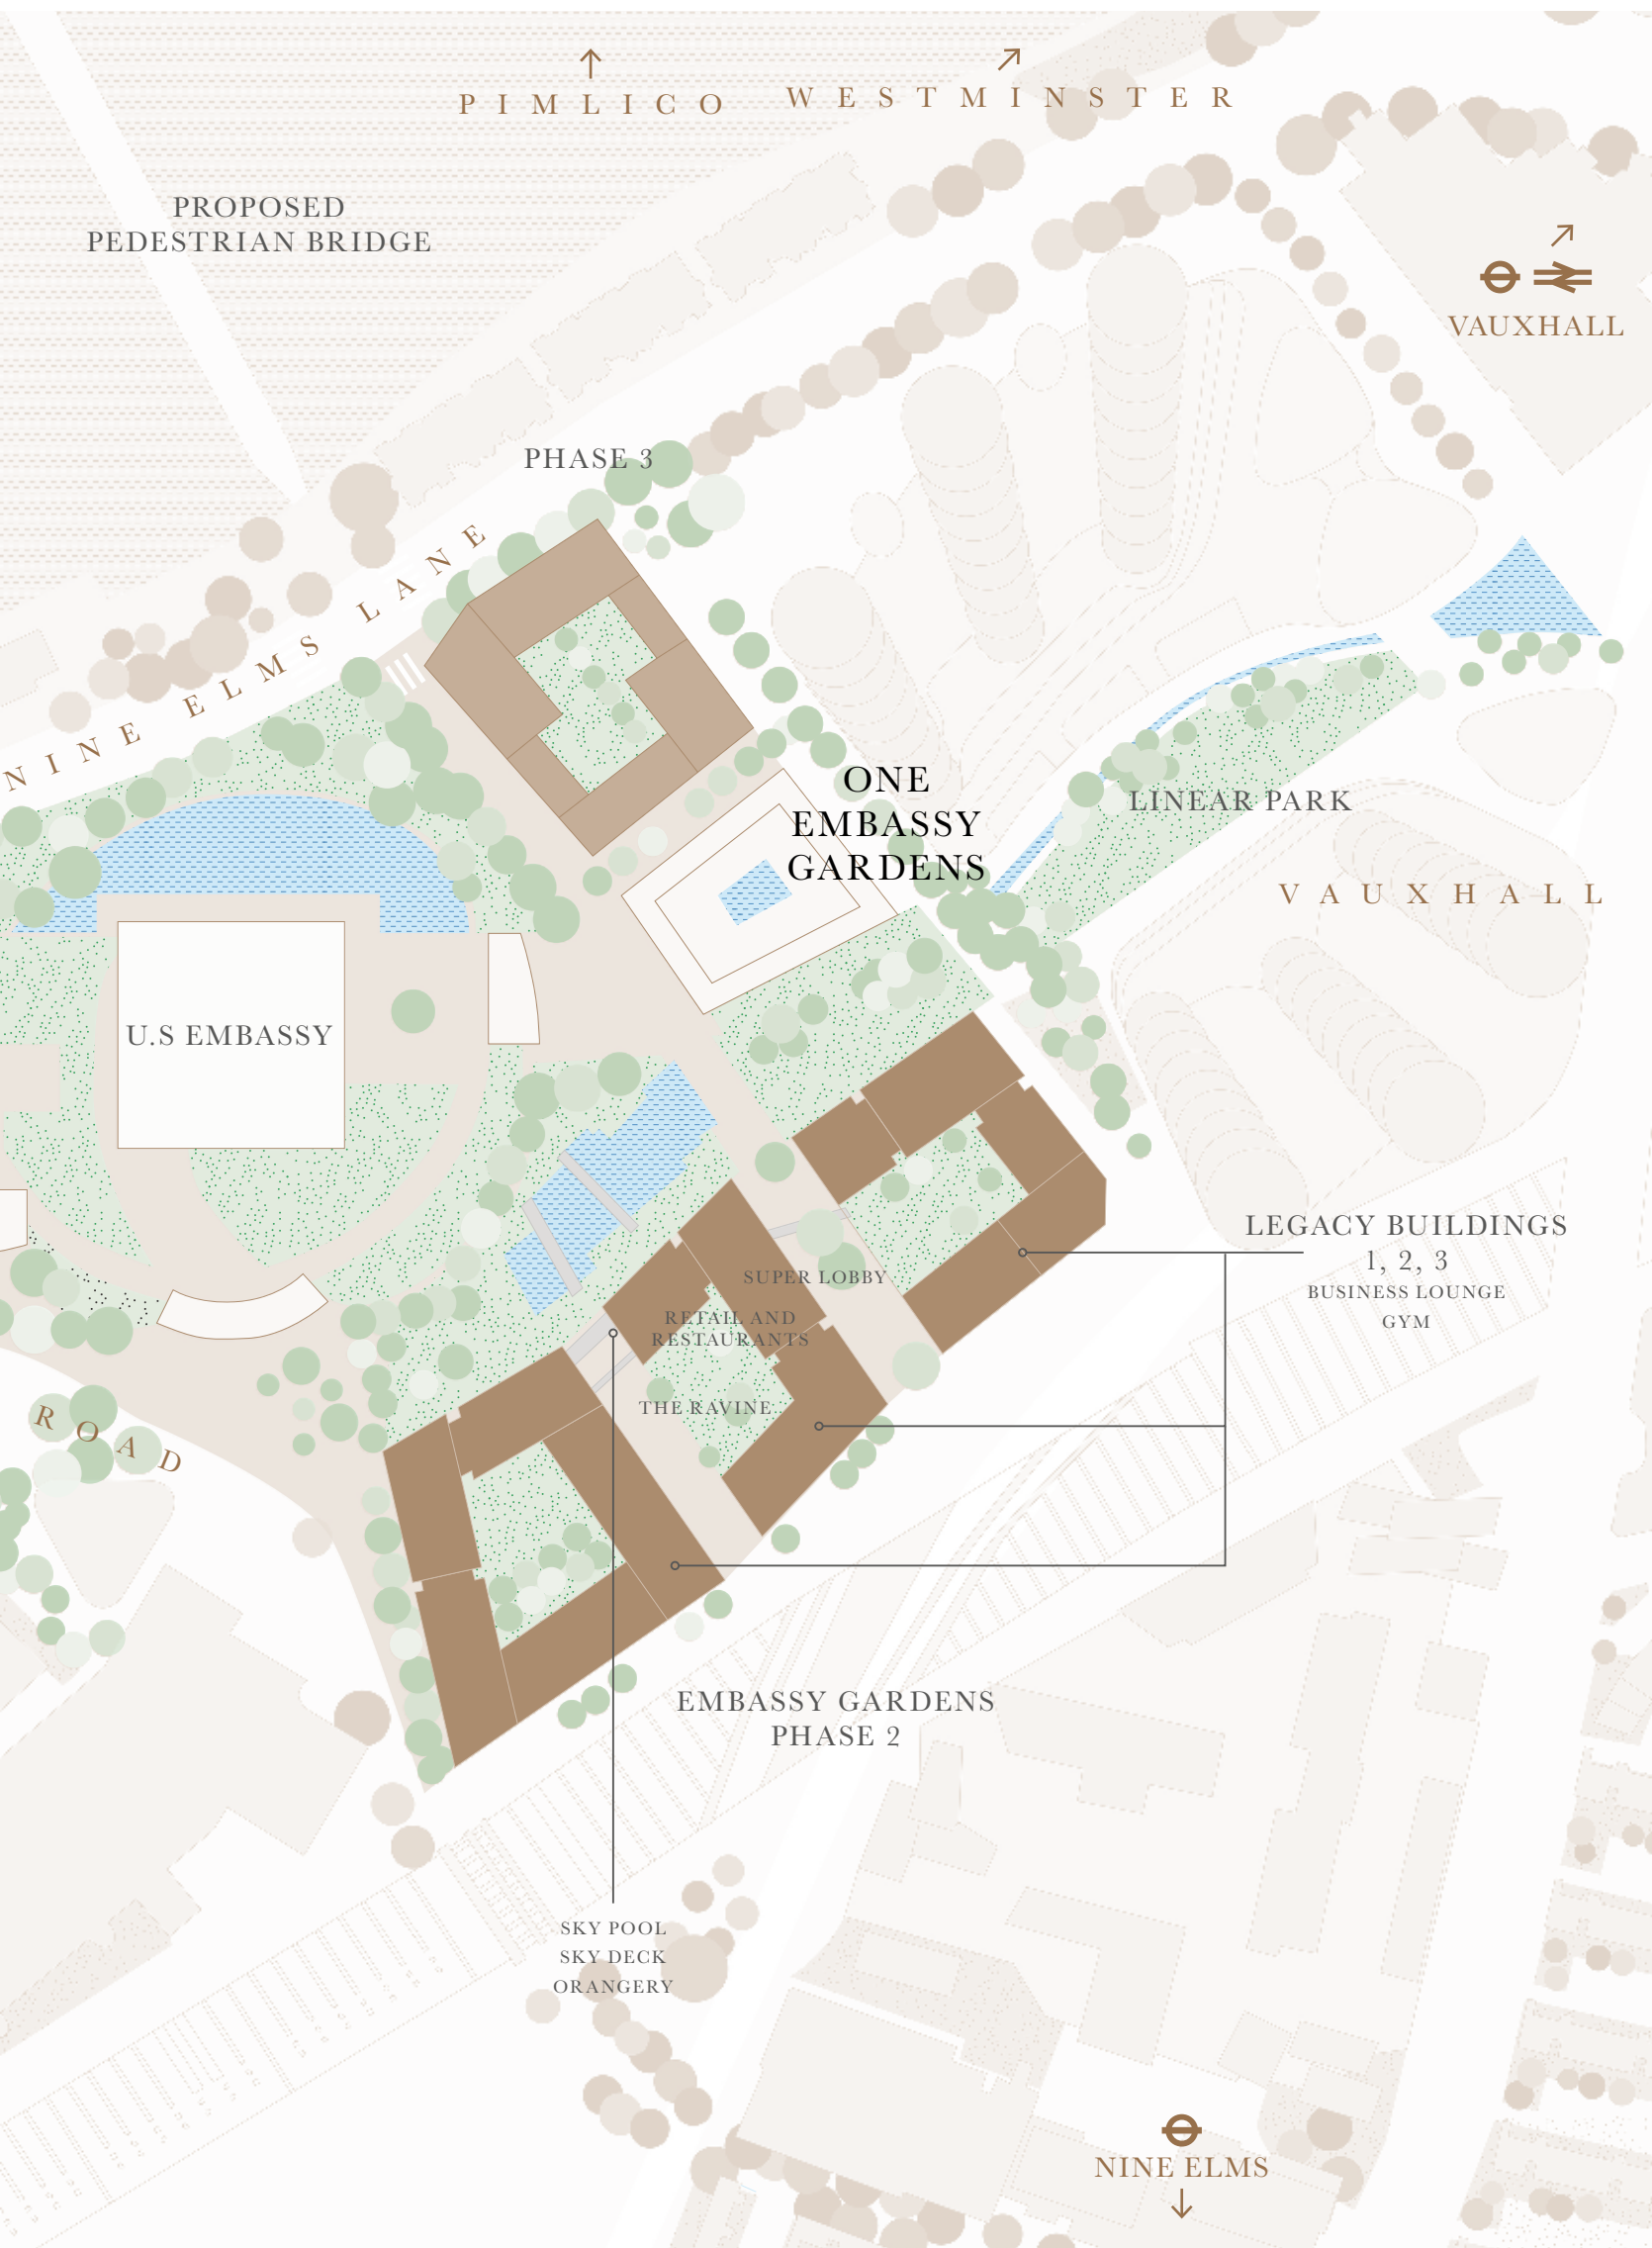 PIMLICO
WESTMINSTER
PROPOSED
PEDESTRIAN BRIDGE
VAUXHALL
PHASE 3
NINE ELMS LANE
ONE
EMBASSY
GARDENS
LINEAR PARK
VAUXHALL
U.S EMBASSY
LEGACY BUILDINGS
1, 2, 3
BUSINESS LOUNGE
GYM
SUPER LOBBY
RETAIL AND
RESTAURANTS
THE RAVINE
ROAD
EMBASSY GARDENS
PHASE 2
SKY POOL
SKY DECK
ORANGERY
NINE ELMS